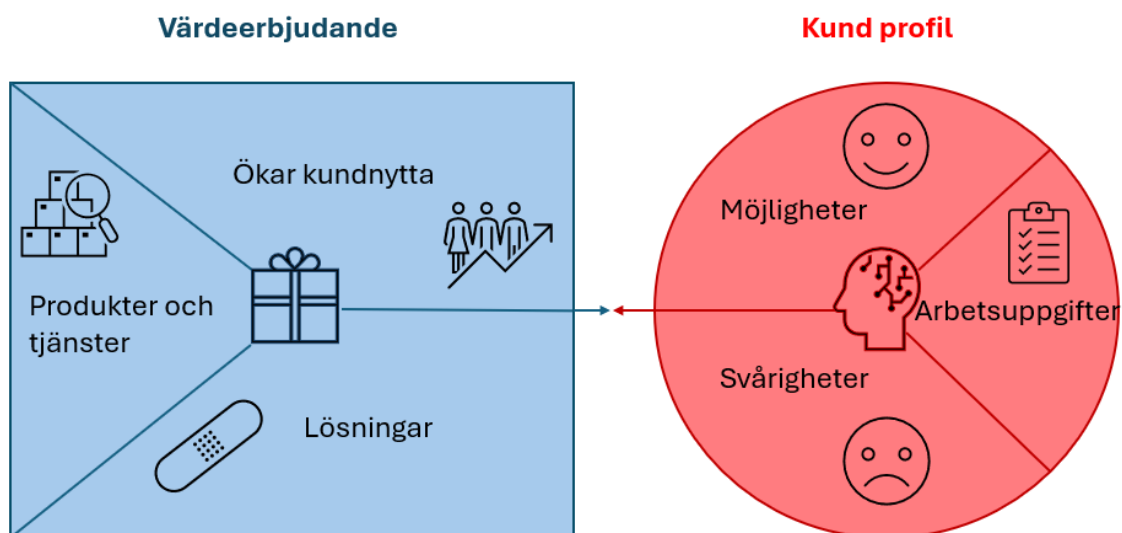 Värdeerbjudande
Kund profil
Ökar kundnytta
Produkter och
tjänster
Lösningar
Möjligheter
Arbetsuppgifter
Svårigheter